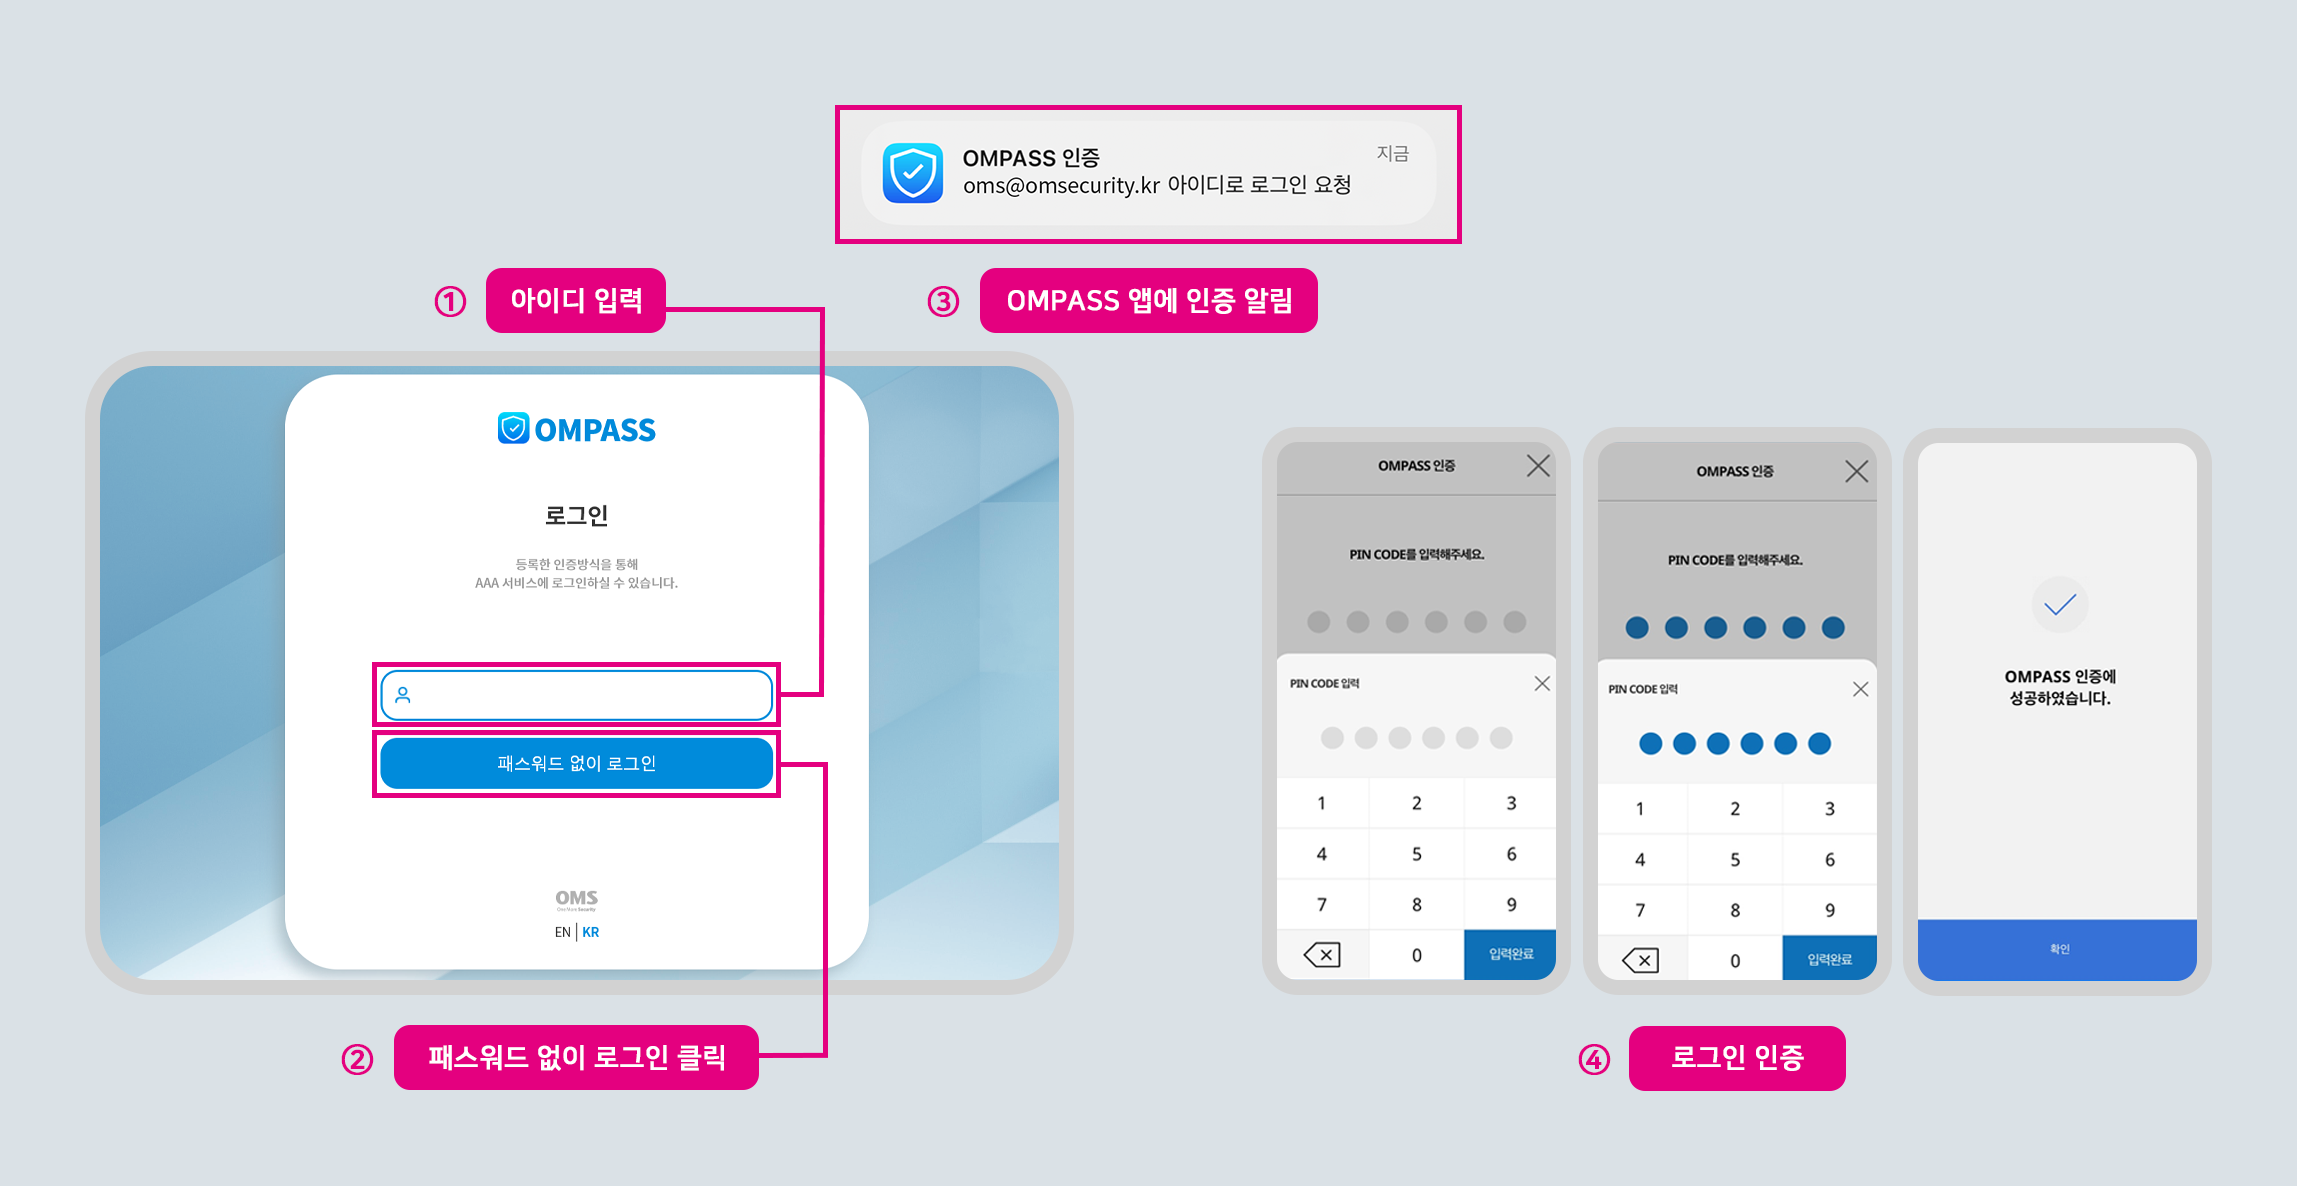 OMPASS 인증
지금
oms@omsecurity.kr 아이디로 로그인 요청
① 아이디 입력
③ OMPASS 앱에 인증 알림
OMPASS
로그인
등록한 인증방식을 통해
AAA 서비스에 로그인하실 수 있습니다.
패스워드 없이 로그인
OMS
One More Security
EN | KR
② 패스워드 없이 로그인 클릭
OMPASS 인증
PIN CODE를 입력해주세요.
PIN CODE 입력
1 2 3
4 5 6
7 8 9
0 입력완료
OMPASS 인증
PIN CODE를 입력해주세요.
PIN CODE 입력
1 2 3
4 5 6
7 8 9
0 입력완료
OMPASS 인증에
성공하였습니다.
확인
④ 로그인 인증